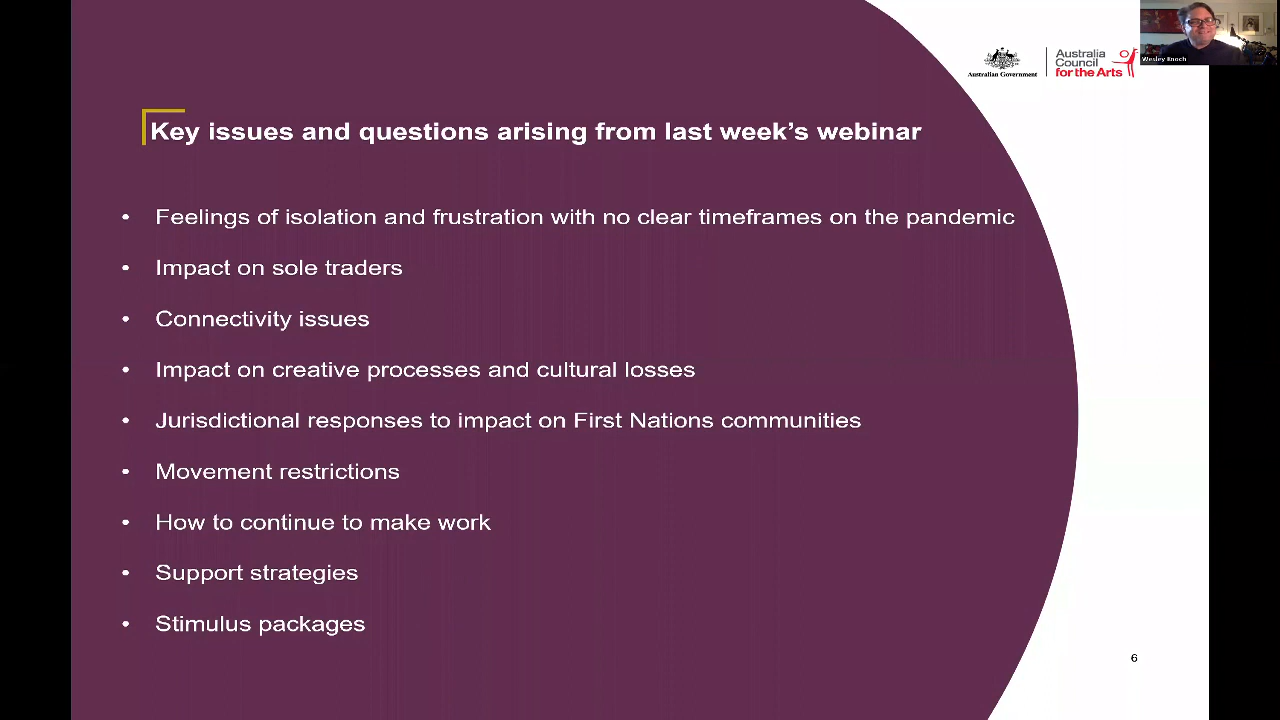 Australian Government
Australia
Council
for the Arts
Wesley Enoch
Key issues and questions arising from last week’s webinar
• Feelings of isolation and frustration with no clear timeframes on the pandemic
• Impact on sole traders
• Connectivity issues
• Impact on creative processes and cultural losses
• Jurisdictional responses to impact on First Nations communities
• Movement restrictions
• How to continue to make work
• Support strategies
• Stimulus packages
6